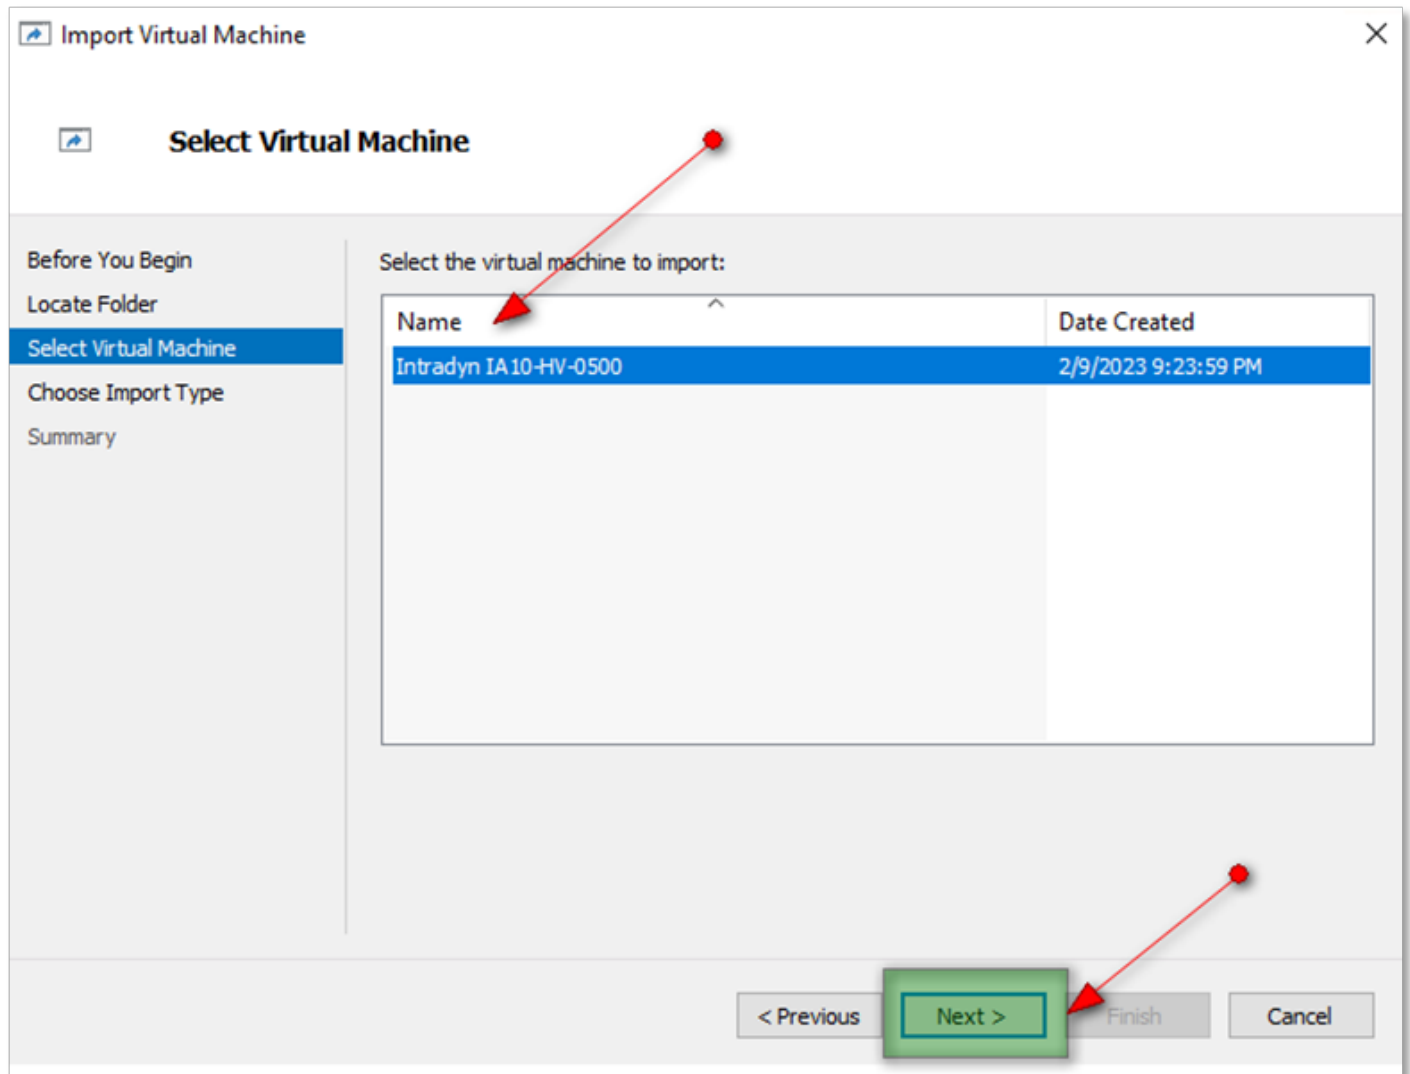 Import Virtual Machine
Select Virtual Machine
Before You Begin
Locate Folder
Select Virtual Machine
Choose Import Type
Summary
Select the virtual machine to import:
Name Date Created
Intradyn IA10-HV-0500 2/9/2023 9:23:59 PM
< Previous Next > Finish Cancel